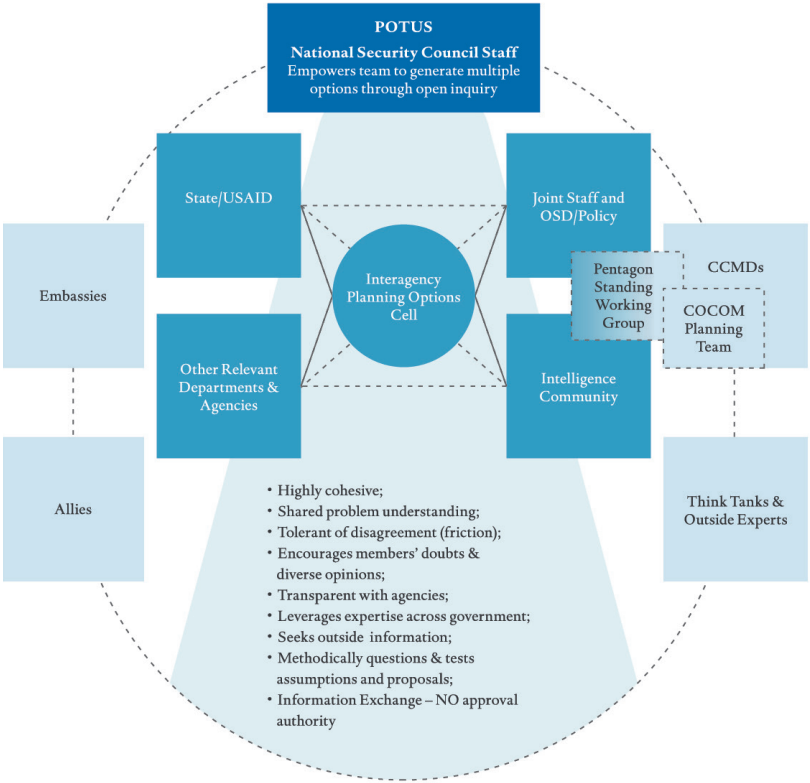 POTUS
National Security Council Staff
Empowers team to generate multiple
options through open inquiry
State/USAID
Joint Staff and
OSD/Policy
Embassies
Interagency
Planning Options
Cell
Pentagon
Standing
Working
Group
CCMDs
COCOM
Planning
Team
Other Relevant
Departments &
Agencies
Intelligence
Community
Allies
Think Tanks &
Outside Experts
• Highly cohesive;
• Shared problem understanding;
• Tolerant of disagreement (friction);
• Encourages members’ doubts &
diverse opinions;
• Transparent with agencies;
• Leverages expertise across government;
• Seeks outside information;
• Methodically questions & tests
assumptions and proposals;
• Information Exchange – NO approval
authority